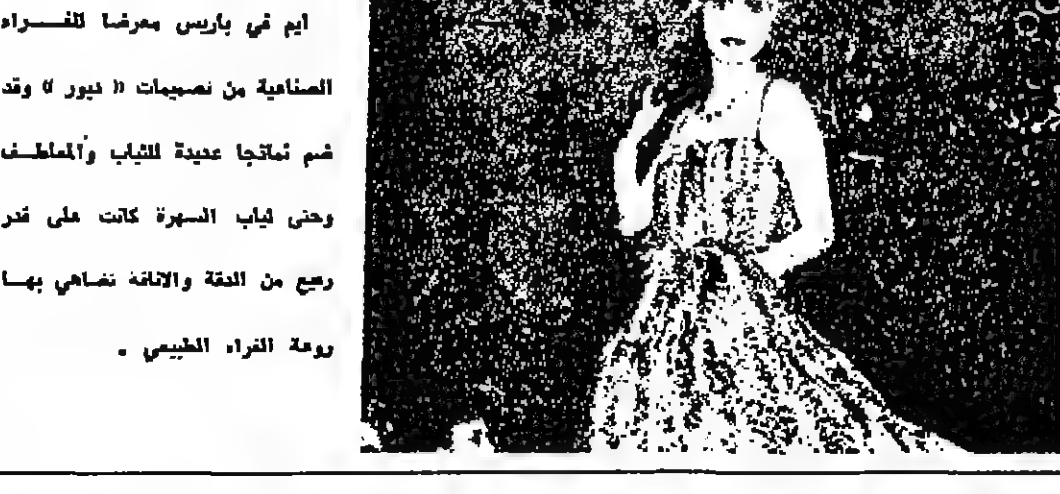 ايم في باريس معرضا للفـــراء
الصناعية من تصميمات « ديور » وقد
ضم نماذجا عديدة للثياب والمعاطــف
وحتى ثياب السهرة كانت على قدر
رفيع من الدقة والاناقة تضاهي بهــا
روعة الفراء الطبيعي .